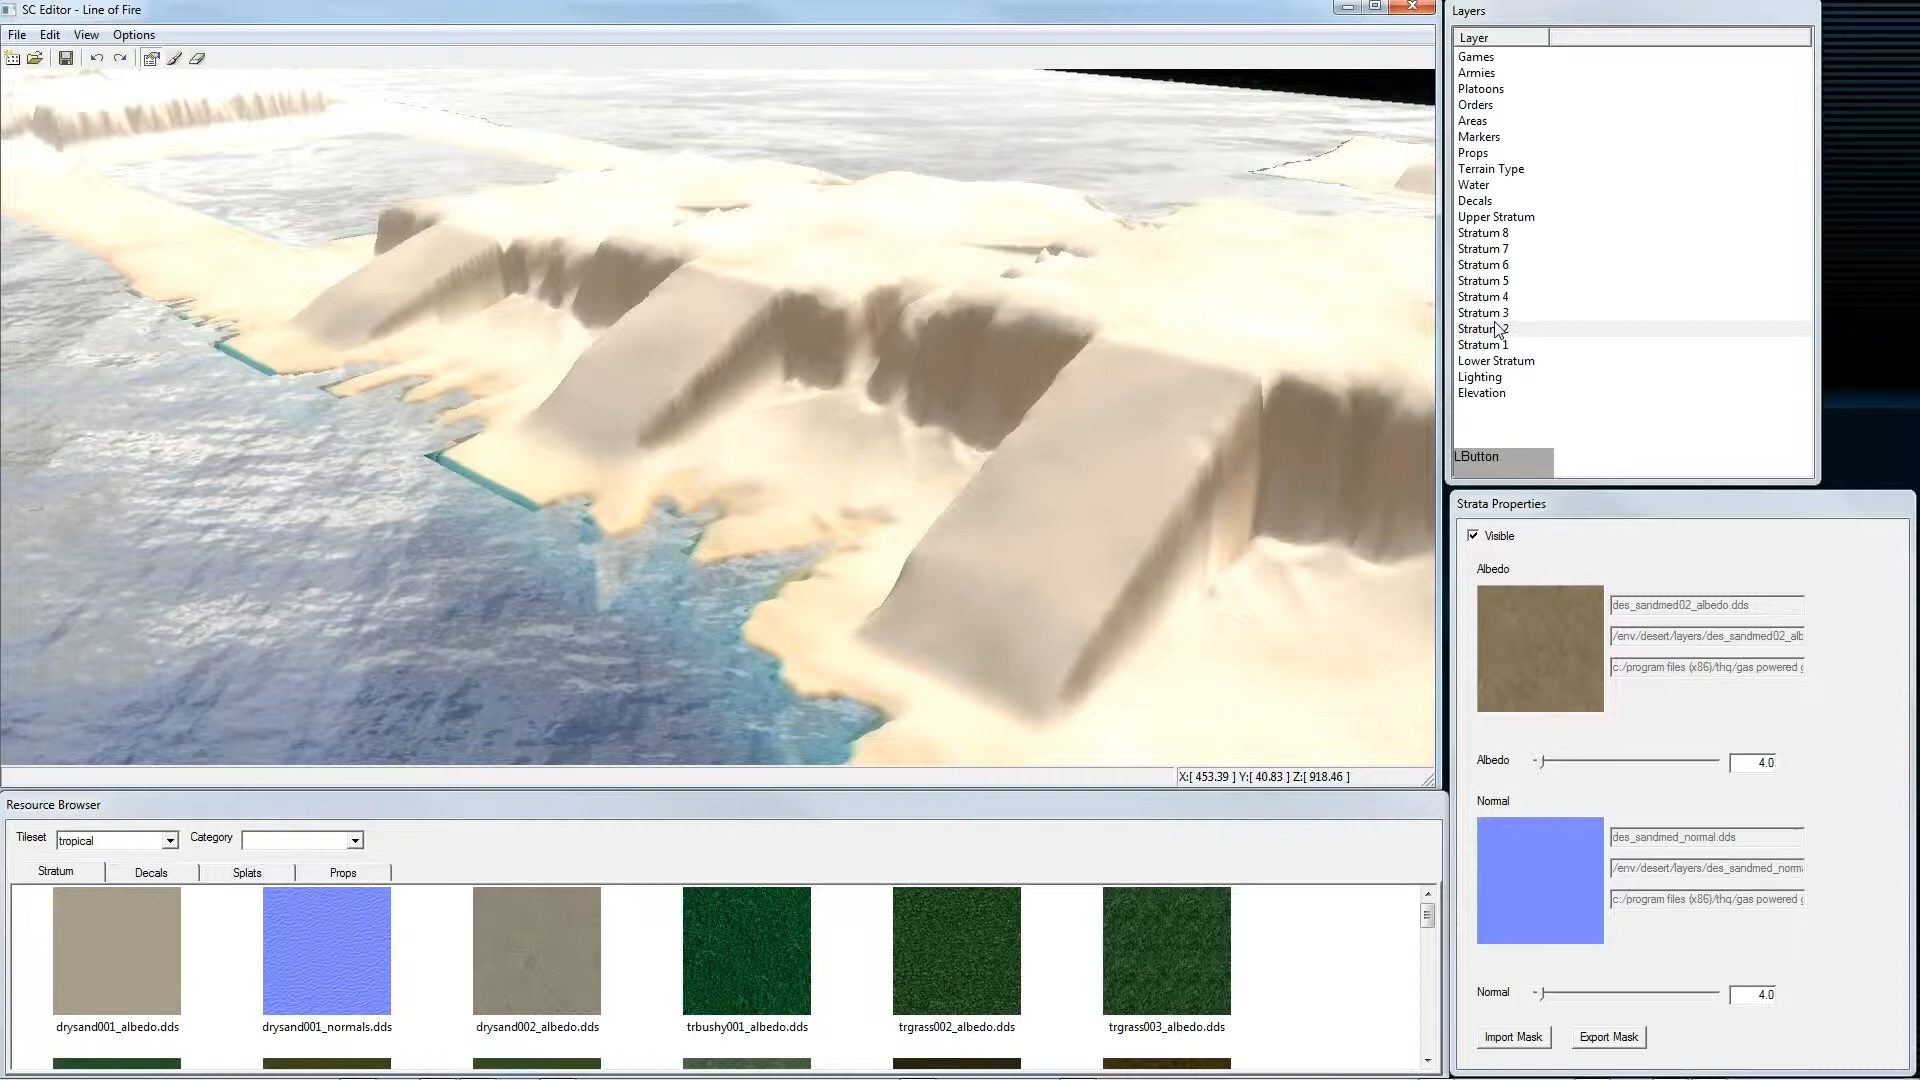 SC Editor - Line of Fire
File Edit View Options
X:[ 453.39 ] Y:[ 40.83 ] Z:[ 918.46 ]
Resource Browser
Tileset tropical Category
Stratum Decals Splats Props
drysand001_albedo.dds drysand001_normals.dds drysand002_albedo.dds trbushy001_albedo.dds trgrass002_albedo.dds trgrass003_albedo.dds
Layers
Layer
Games
Armies
Platoons
Orders
Areas
Markers
Props
Terrain Type
Water
Decals
Upper Stratum
Stratum 8
Stratum 7
Stratum 6
Stratum 5
Stratum 4
Stratum 3
Stratum 2
Stratum 1
Lower Stratum
Lighting
Elevation
LButton
Strata Properties
Visible
Albedo
des_sandmed02_albedo.dds
/env/desert/layers/des_sandmed02_alb
c:/program files (x86)/thq/gas powered g
Albedo 4.0
Normal
des_sandmed_normal.dds
/env/desert/layers/des_sandmed_norma
c:/program files (x86)/thq/gas powered g
Normal 4.0
Import Mask Export Mask